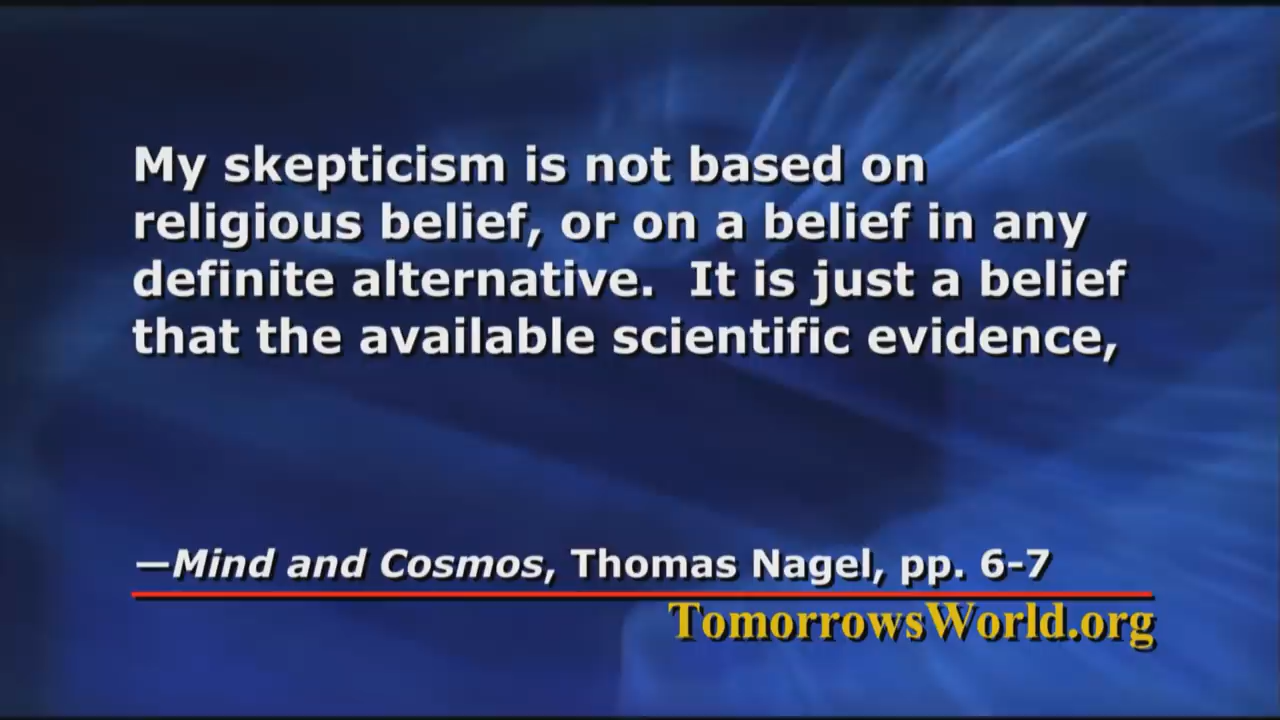 My skepticism is not based on
religious belief, or on a belief in any
definite alternative.  It is just a belief
that the available scientific evidence,
—Mind and Cosmos, Thomas Nagel, pp. 6-7
TomorrowsWorld.org